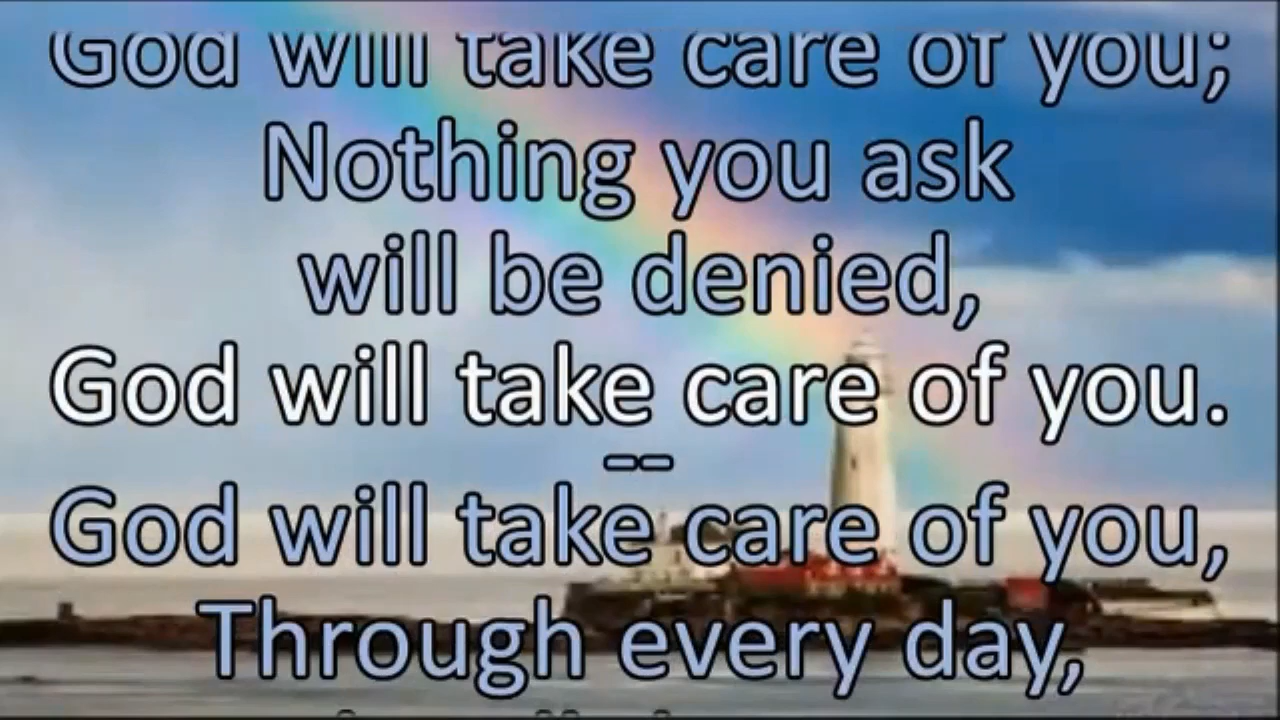 God will take care of you;
Nothing you ask
will be denied,
God will take care of you.
--
God will take care of you,
Through every day,